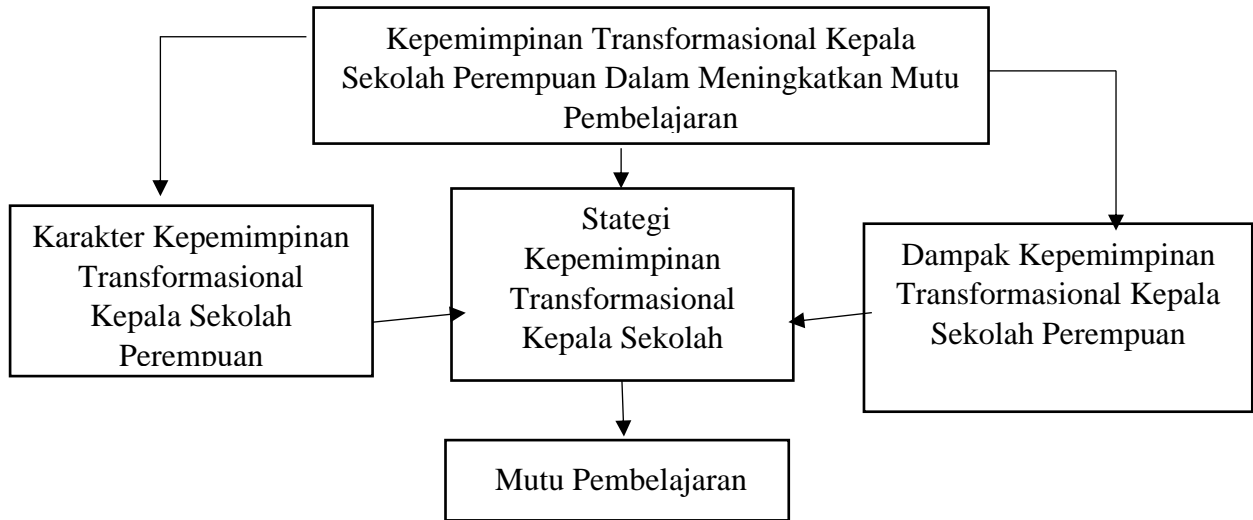 Kepemimpinan Transformasional Kepala
Sekolah Perempuan Dalam Meningkatkan Mutu
Pembelajaran
Karakter Kepemimpinan
Transformasional
Kepala Sekolah
Perempuan
Stategi
Kepemimpinan
Transformasional
Kepala Sekolah
Dampak Kepemimpinan
Transformasional Kepala
Sekolah Perempuan
Mutu Pembelajaran